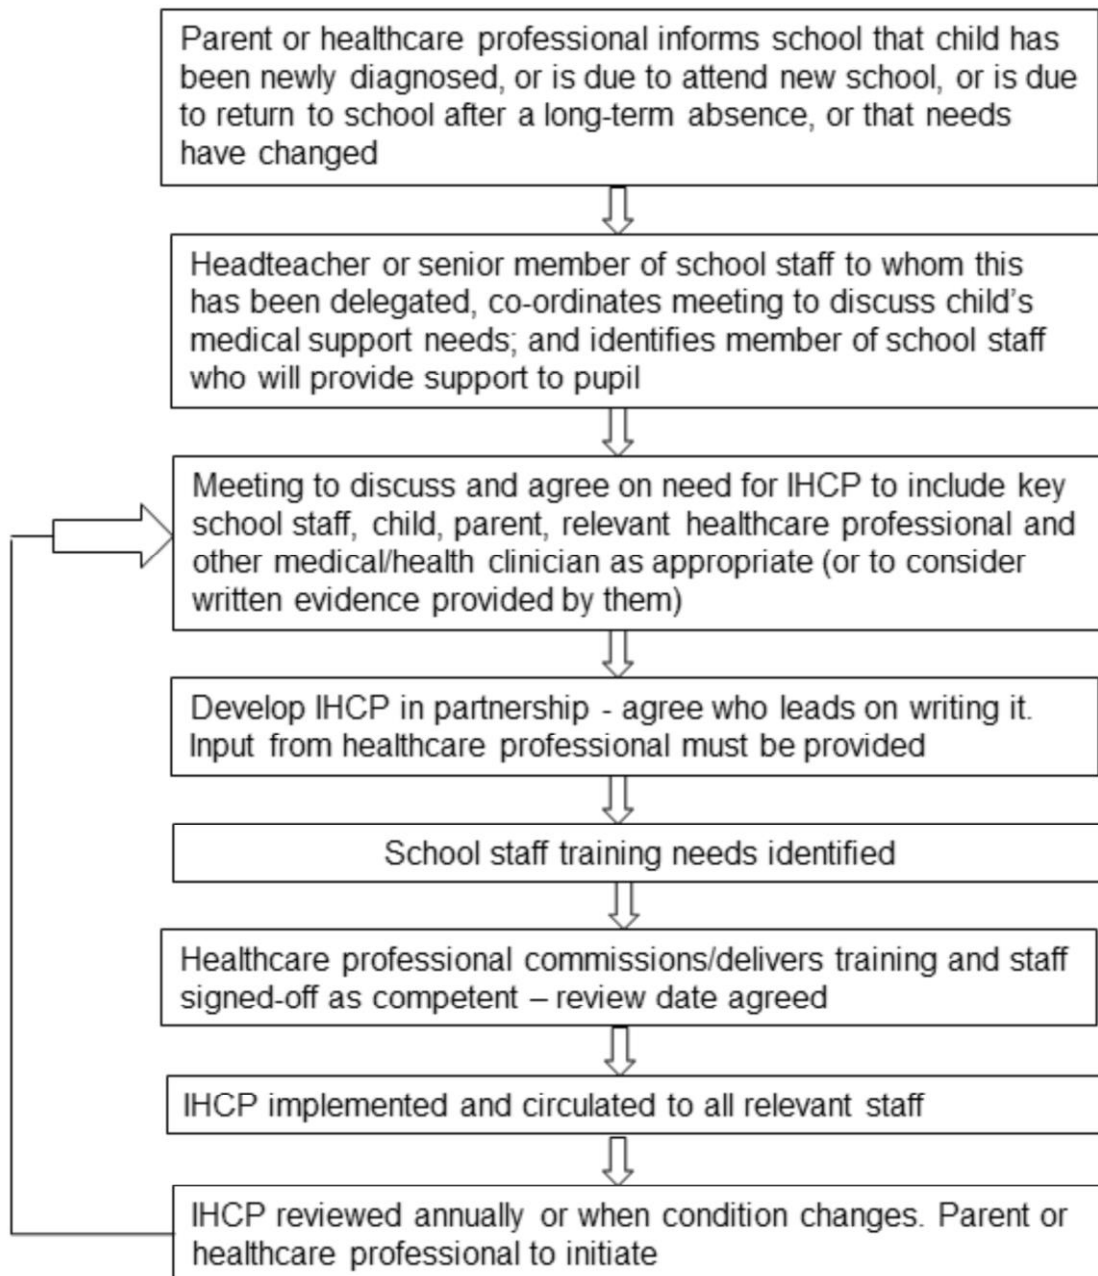 Parent or healthcare professional informs school that child has
been newly diagnosed, or is due to attend new school, or is due
to return to school after a long-term absence, or that needs
have changed
Headteacher or senior member of school staff to whom this
has been delegated, co-ordinates meeting to discuss child's
medical support needs; and identifies member of school staff
who will provide support to pupil
Meeting to discuss and agree on need for IHCP to include key
school staff, child, parent, relevant healthcare professional and
other medical/health clinician as appropriate (or to consider
written evidence provided by them)
Develop IHCP in partnership - agree who leads on writing it.
Input from healthcare professional must be provided
School staff training needs identified
Healthcare professional commissions/delivers training and staff
signed-off as competent – review date agreed
IHCP implemented and circulated to all relevant staff
IHCP reviewed annually or when condition changes. Parent or
healthcare professional to initiate